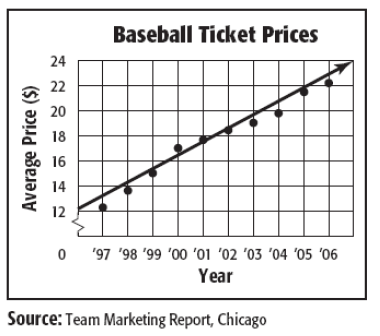 Baseball Ticket Prices
Average Price ($)
24
22
20
18
16
14
12
0 '97 '98 '99 '00 '01 '02 '03 '04 '05 '06
Year
Source: Team Marketing Report, Chicago